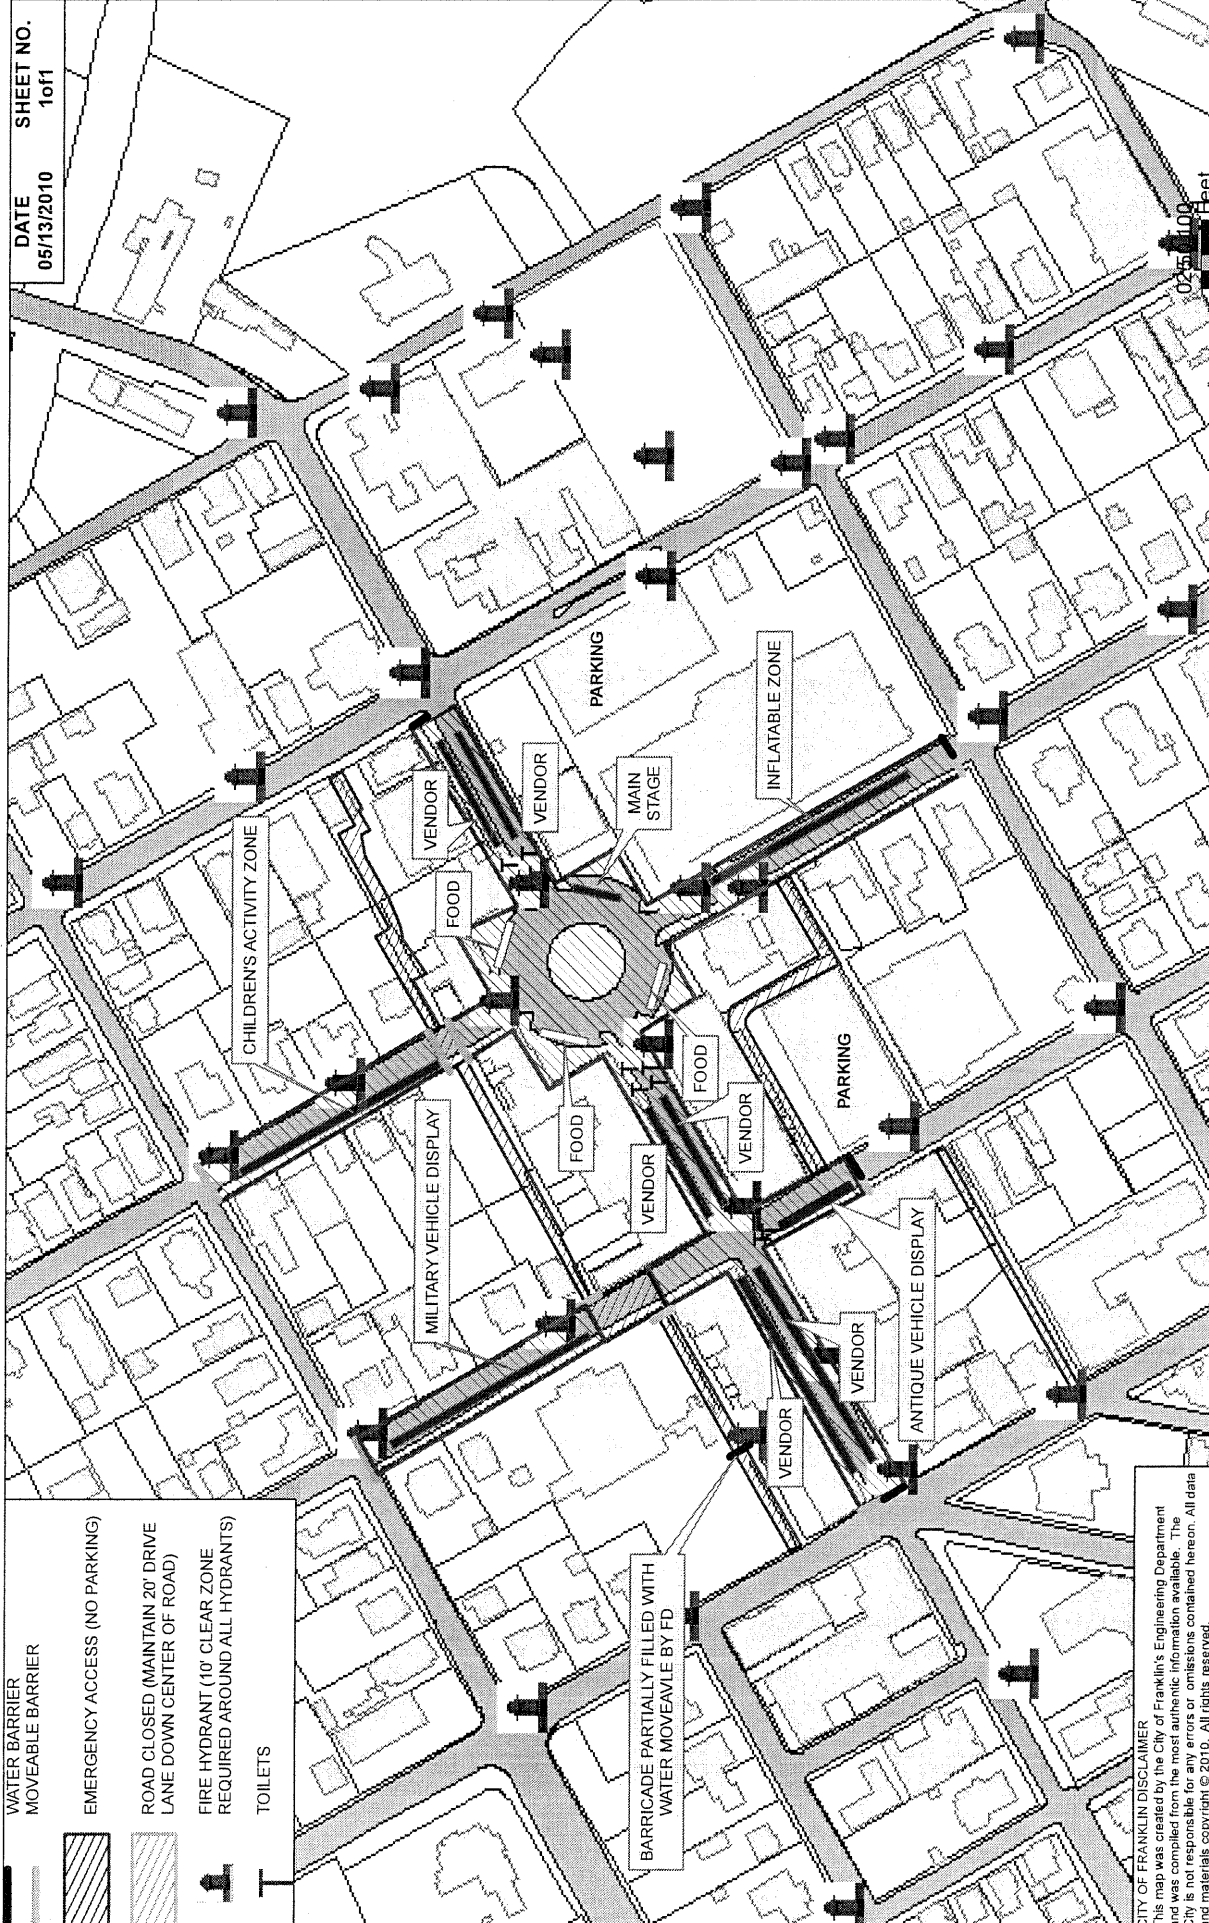 DATE
05/13/2010
SHEET NO.
1of1
WATER BARRIER
MOVEABLE BARRIER
EMERGENCY ACCESS (NO PARKING)
ROAD CLOSED (MAINTAIN 20' DRIVE
LANE DOWN CENTER OF ROAD)
FIRE HYDRANT (10' CLEAR ZONE
REQUIRED AROUND ALL HYDRANTS)
TOILETS
CHILDREN'S ACTIVITY ZONE
MILITARY VEHICLE DISPLAY
VENDOR
VENDOR
FOOD
MAIN
STAGE
PARKING
INFLATABLE ZONE
FOOD
FOOD
VENDOR
VENDOR
PARKING
VENDOR
VENDOR
ANTIQUE VEHICLE DISPLAY
BARRICADE PARTIALLY FILLED WITH
WATER MOVEAVLE BY FD
Feet
CITY OF FRANKLIN DISCLAIMER
This map was created by the City of Franklin's Engineering Department
and was compiled from the most authentic information available. The
City is not responsible for any errors or omissions contained hereon. All data
and materials copyright © 2010. All rights reserved.